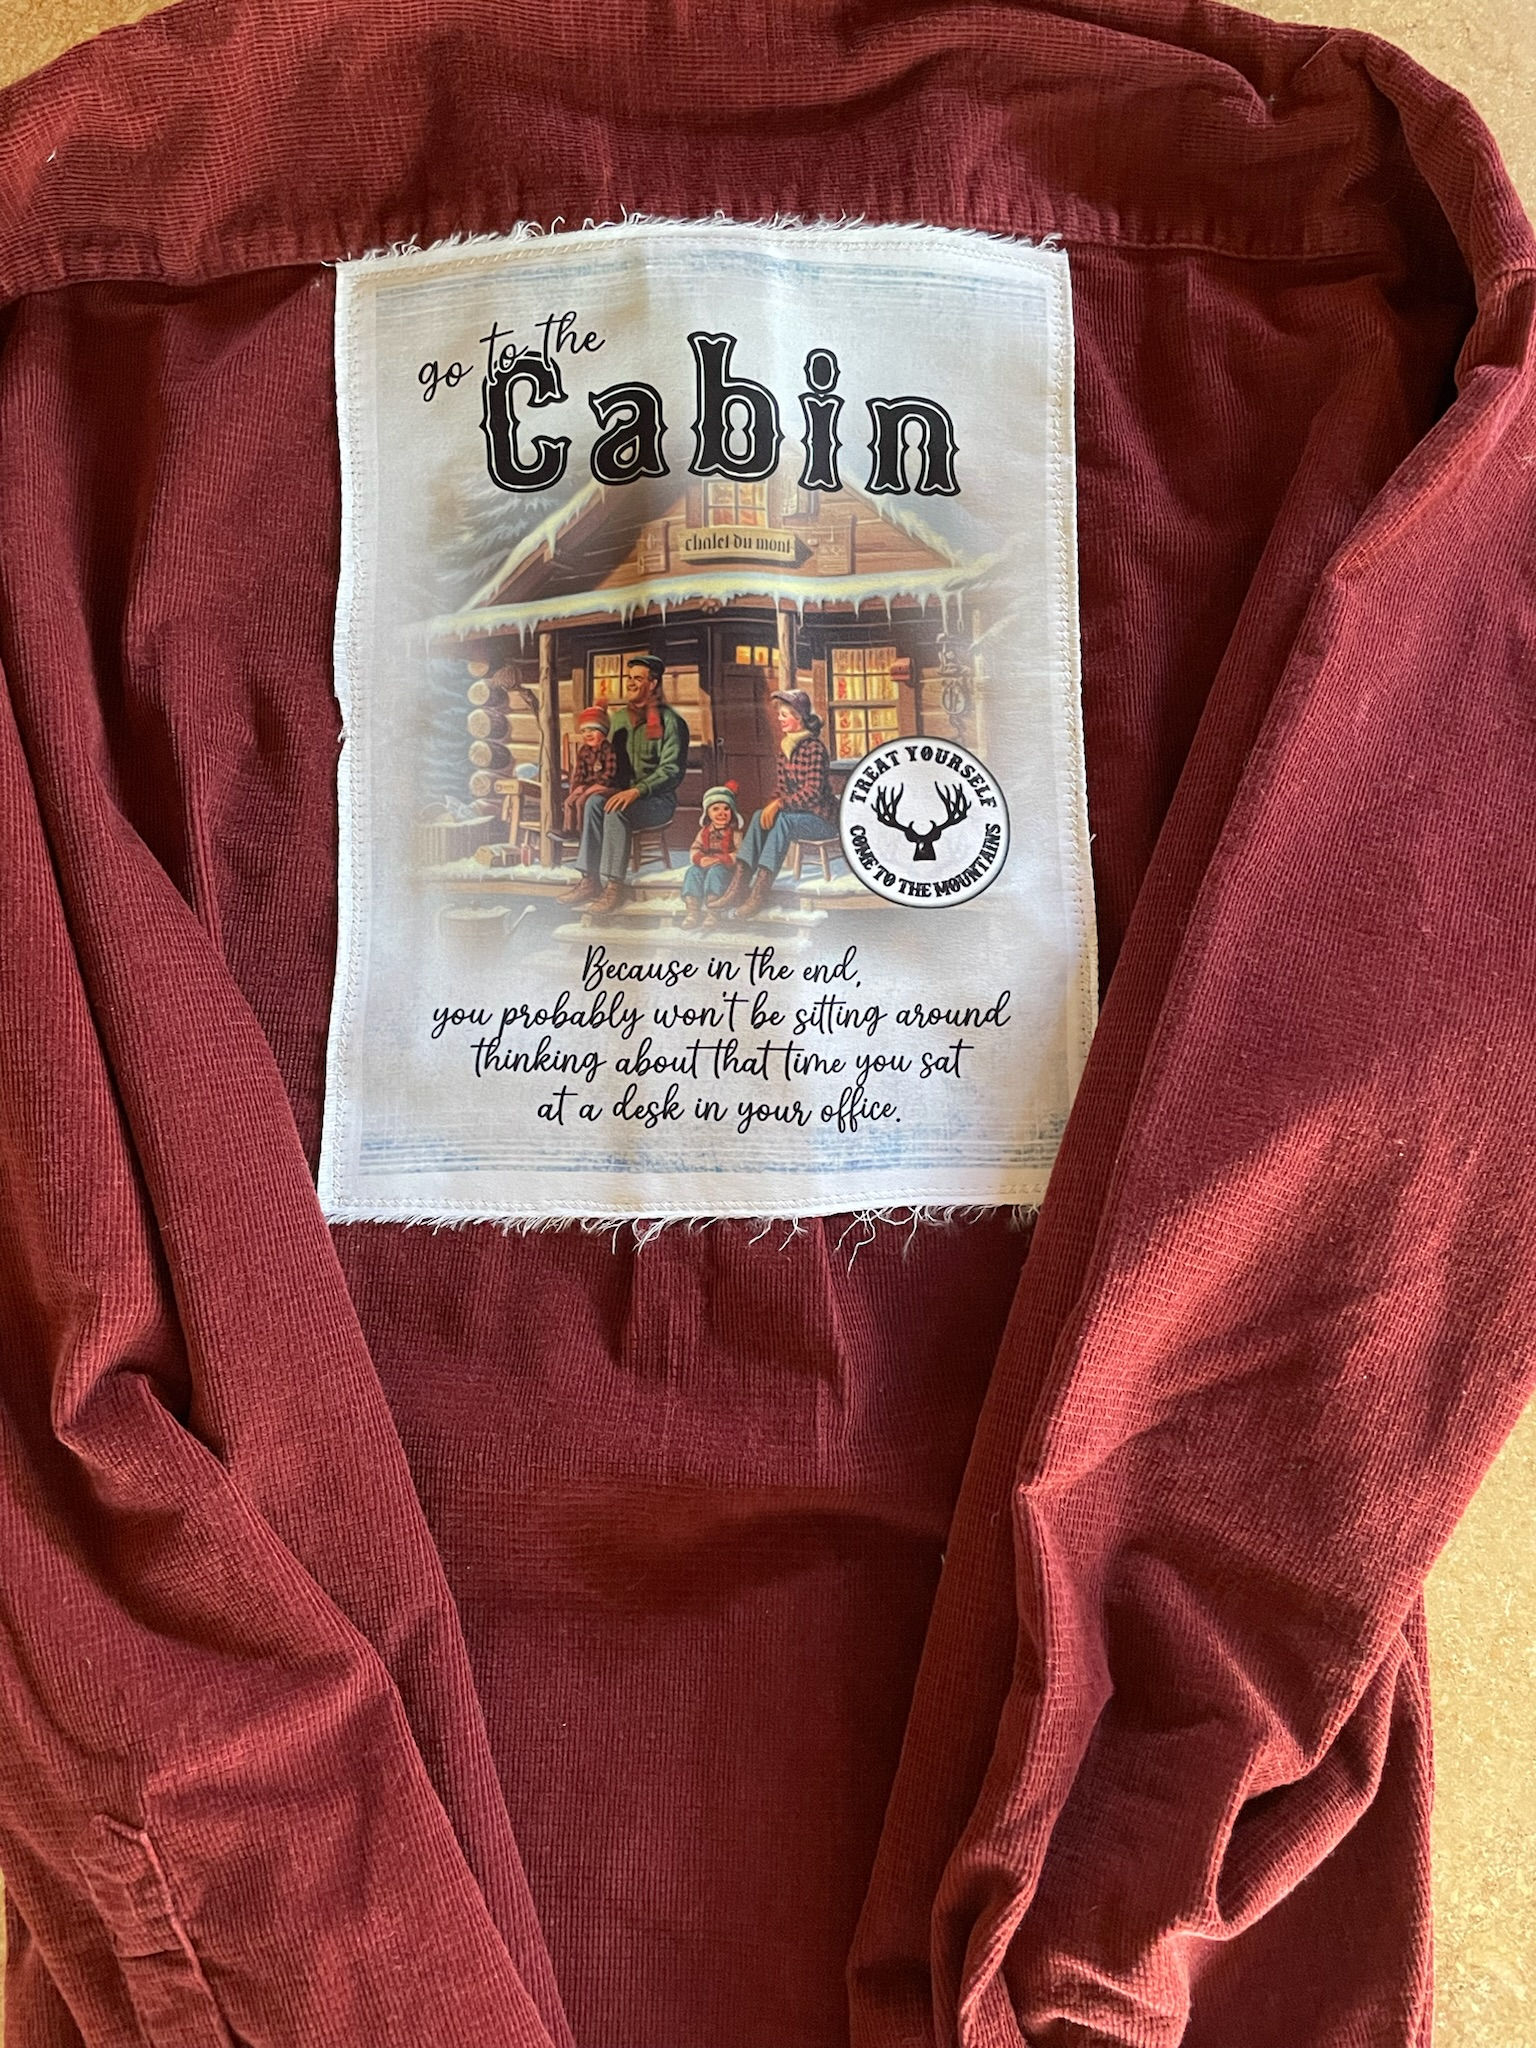 go to the
Cabin
chalet du mont
TREAT YOURSELF
COME TO THE MOUNTAINS
Because in the end,
you probably won't be sitting around
thinking about that time you sat
at a desk in your office.